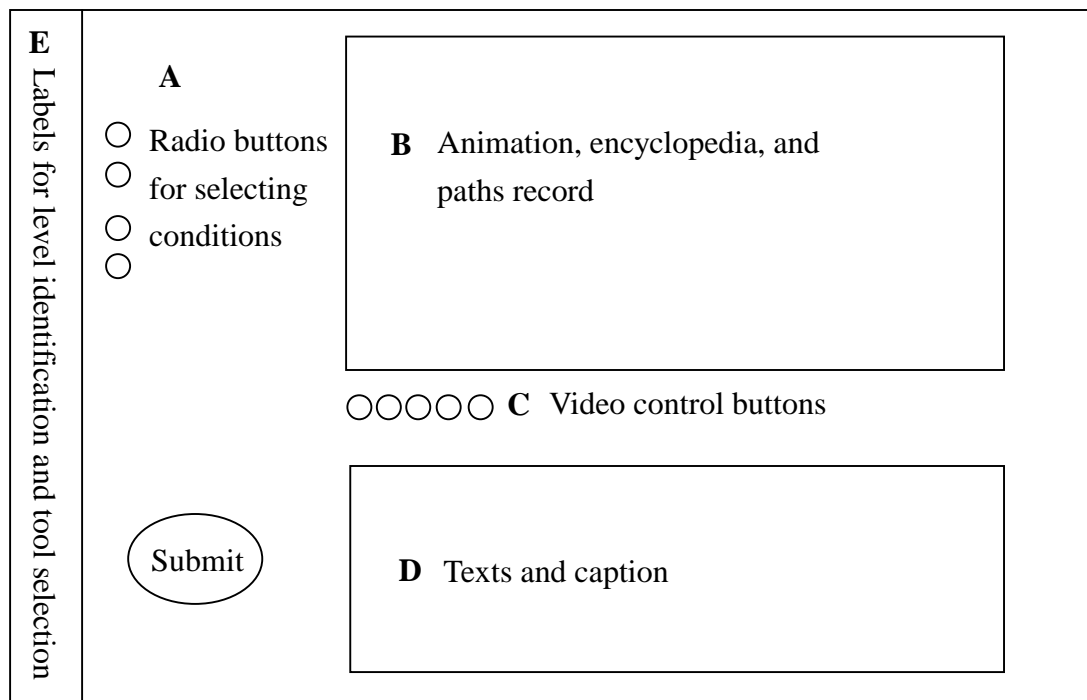 E Labels for level identification and tool selection
A
Radio buttons
for selecting
conditions
B Animation, encyclopedia, and
paths record
C Video control buttons
Submit
D Texts and caption